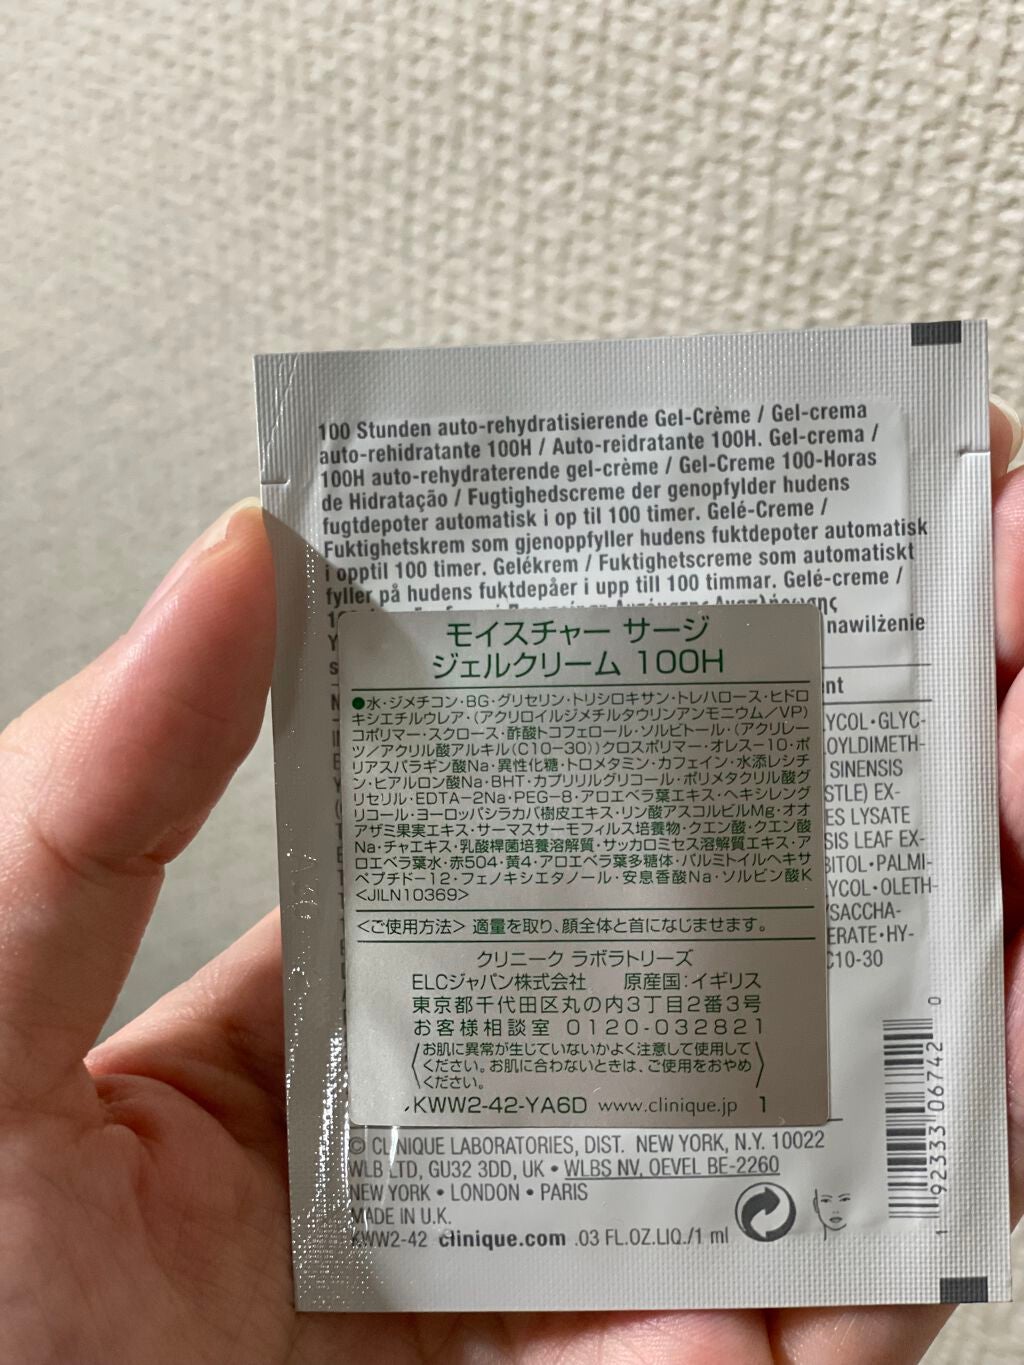 100 Stunden auto-rehydratisierende Gel-Crème / Gel-crema
auto-rehidratante 100H / Auto-reidratante 100H. Gel-crema /
100H auto-rehydraterende gel-crème / Gel-Creme 100-Horas
de Hidratação / Fugtighedscreme der genopfylder hudens
fugtdepoter automatisk i op til 100 timer. Gelé-Creme /
Fuktighetskrem som gjenoppfyller hudens fuktdepoter automatisk
i opptil 100 timer. Gelékrem / Fuktighetscreme som automatiskt
fyller på hudens fuktdepåer i upp till 100 timmar. Gelé-creme /
nawilżenie
モイスチャー サージ
ジェルクリーム 100H
●水・ジメチコン・BG・グリセリン・トリシロキサン・トレハロース・ヒドロ
キシエチルウレア・(アクリロイルジメチルタウリンアンモニウム/VP)
コポリマー・スクロース・酢酸トコフェロール・ソルビトール・(アクリレー
ツ/アクリル酸アルキル(C10-30))クロスポリマー・オレス-10・ポ
リアスパラギン酸Na・異性化糖・トロメタミン・カフェイン・水添レシチ
ン・ヒアルロン酸Na・BHT・カプリリルグリコール・ポリメタクリル酸グ
リセリル・EDTA-2Na・PEG-8・アロエベラ葉エキス・ヘキシレング
リコール・ヨーロッパシラカバ樹皮エキス・リン酸アスコルビルMg・オオ
アザミ果実エキス・サーマスサーモフィルス培養物・クエン酸・クエン酸
Na・チャエキス・乳酸桿菌培養溶解質・サッカロミセス溶解質エキス・ア
ロエベラ葉水・赤504・黄4・アロエベラ葉多糖体・パルミトイルヘキサ
ペプチド-12・フェノキシエタノール・安息香酸Na・ソルビン酸K
<JILN10369>
<ご使用方法> 適量を取り、顔全体と首になじませます。
クリニーク ラボラトリーズ
ELCジャパン株式会社 原産国:イギリス
東京都千代田区丸の内3丁目2番3号
お客様相談室 0120-032821
お肌に異常が生じていないかよく注意して使用して
ください。お肌に合わないときは、ご使用をおやめ
ください。
KWW2-42-YA6D www.clinique.jp 1
YCOL・GLYC-
OYLDIMETH-
SINENSIS
STLE) EX-
ES LYSATE
SIS LEAF EX-
BITOL・PALMI-
YCOL・OLETH-
YSACCHA-
ERATE・HY-
C10-30
© CLINIQUE LABORATORIES, DIST. NEW YORK, N.Y. 10022
WLB LTD, GU32 3DD, UK • WLBS NV, OEVEL BE-2260
NEW YORK • LONDON • PARIS
MADE IN U.K.
KWW2-42 clinique.com .03 FL.OZ.LIQ./1 ml
1 92333 06742 0